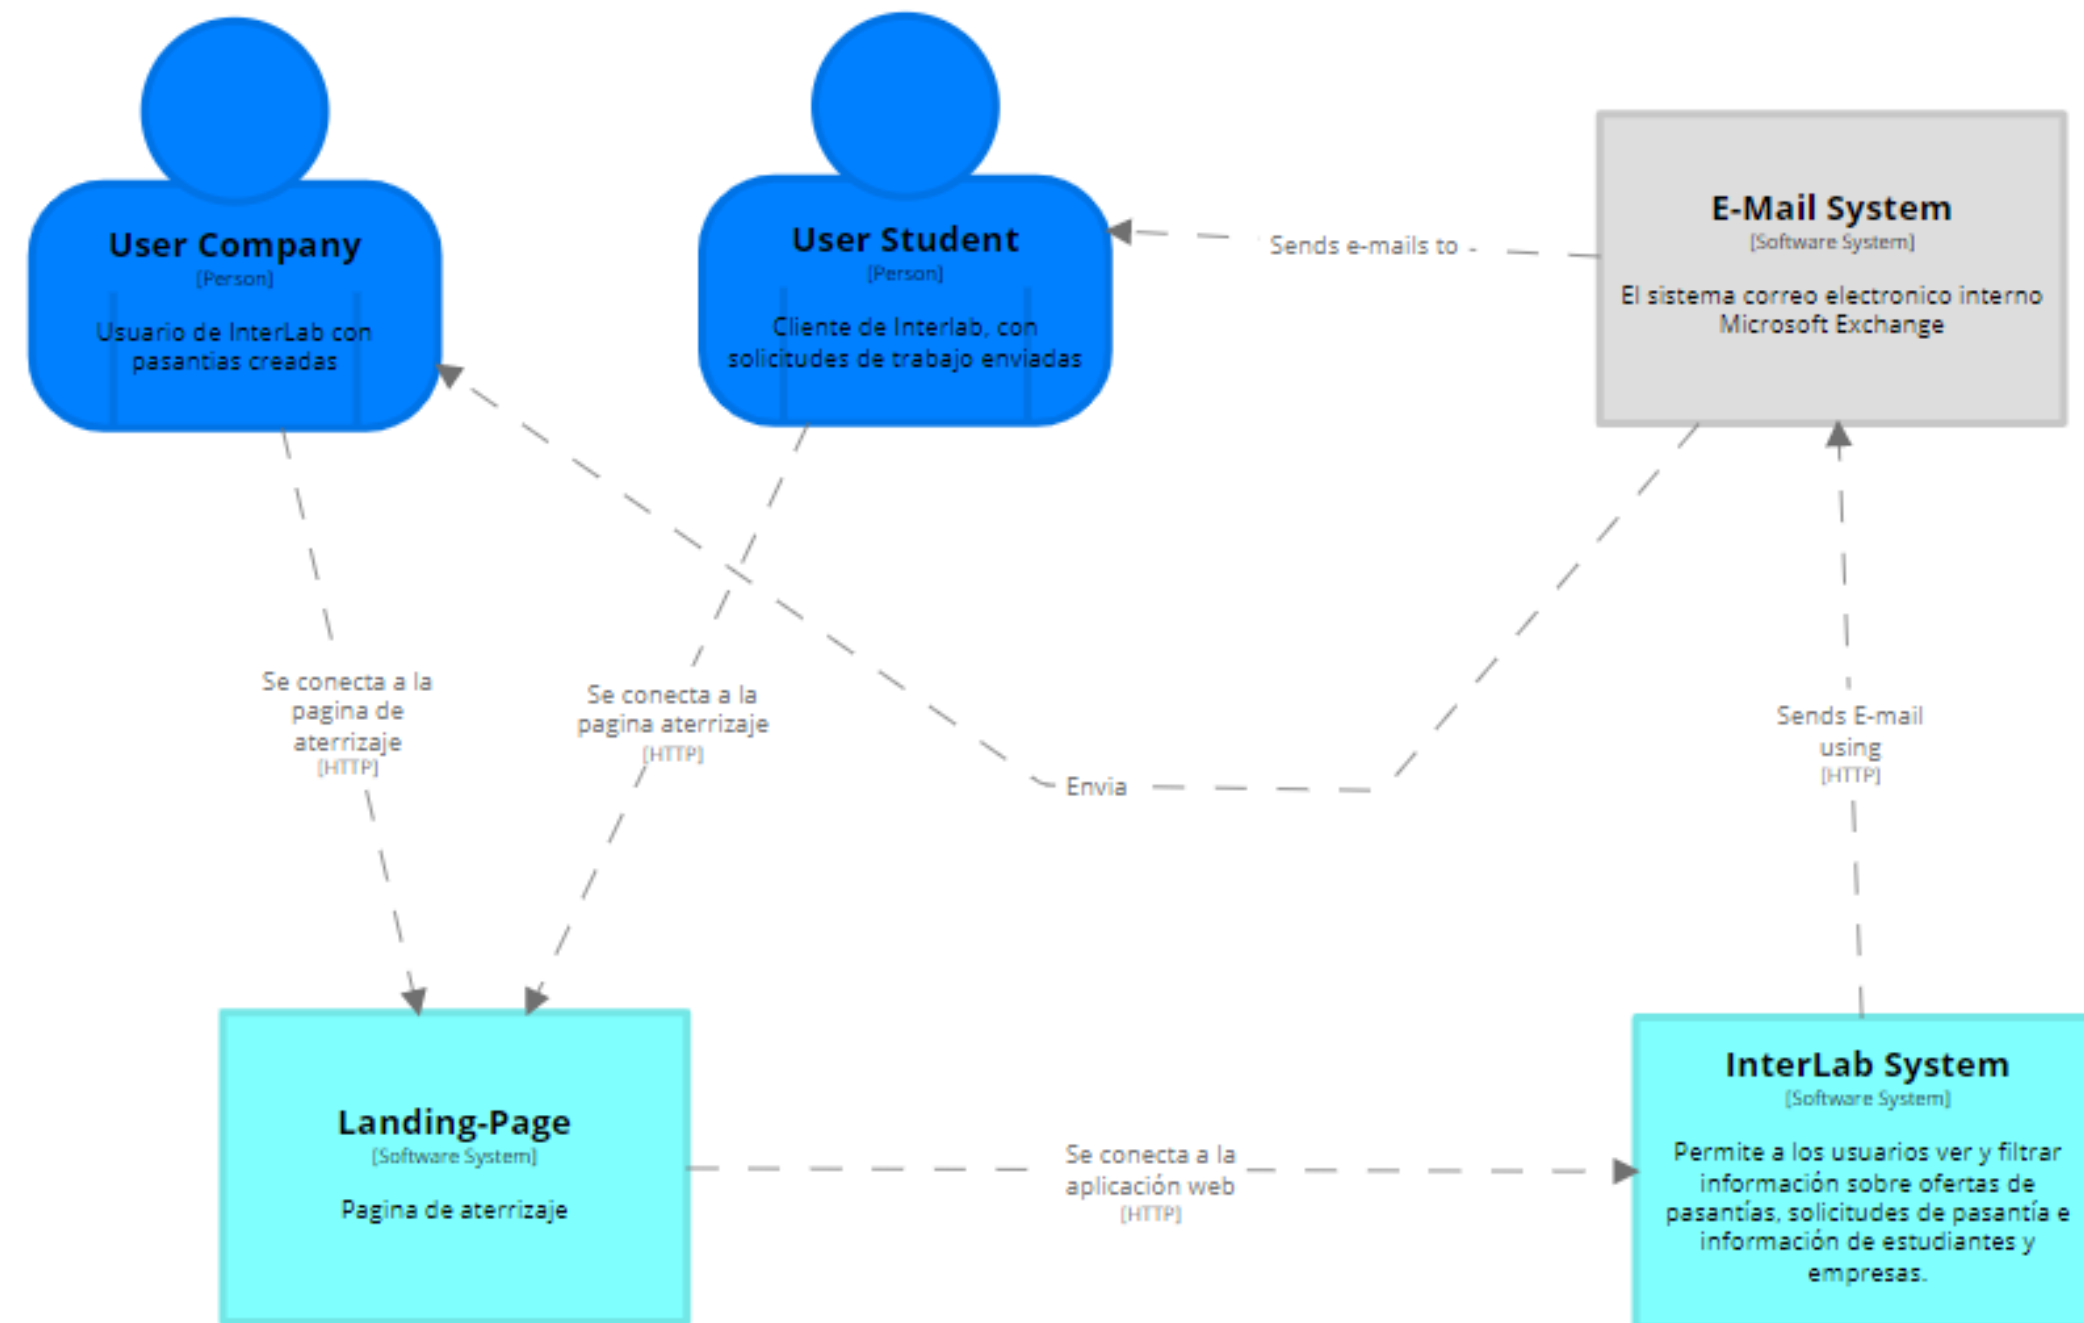 User Company
[Person]
Usuario de InterLab con
pasantias creadas
User Student
[Person]
Cliente de Interlab, con
solicitudes de trabajo enviadas
Sends e-mails to
E-Mail System
[Software System]
El sistema correo electronico interno
Microsoft Exchange
Se conecta a la
pagina de
aterrizaje
[HTTP]
Se conecta a la
pagina aterrizaje
[HTTP]
Envia
Sends E-mail
using
[HTTP]
Landing-Page
[Software System]
Pagina de aterrizaje
Se conecta a la
aplicación web
[HTTP]
InterLab System
[Software System]
Permite a los usuarios ver y filtrar
información sobre ofertas de
pasantías, solicitudes de pasantía e
información de estudiantes y
empresas.